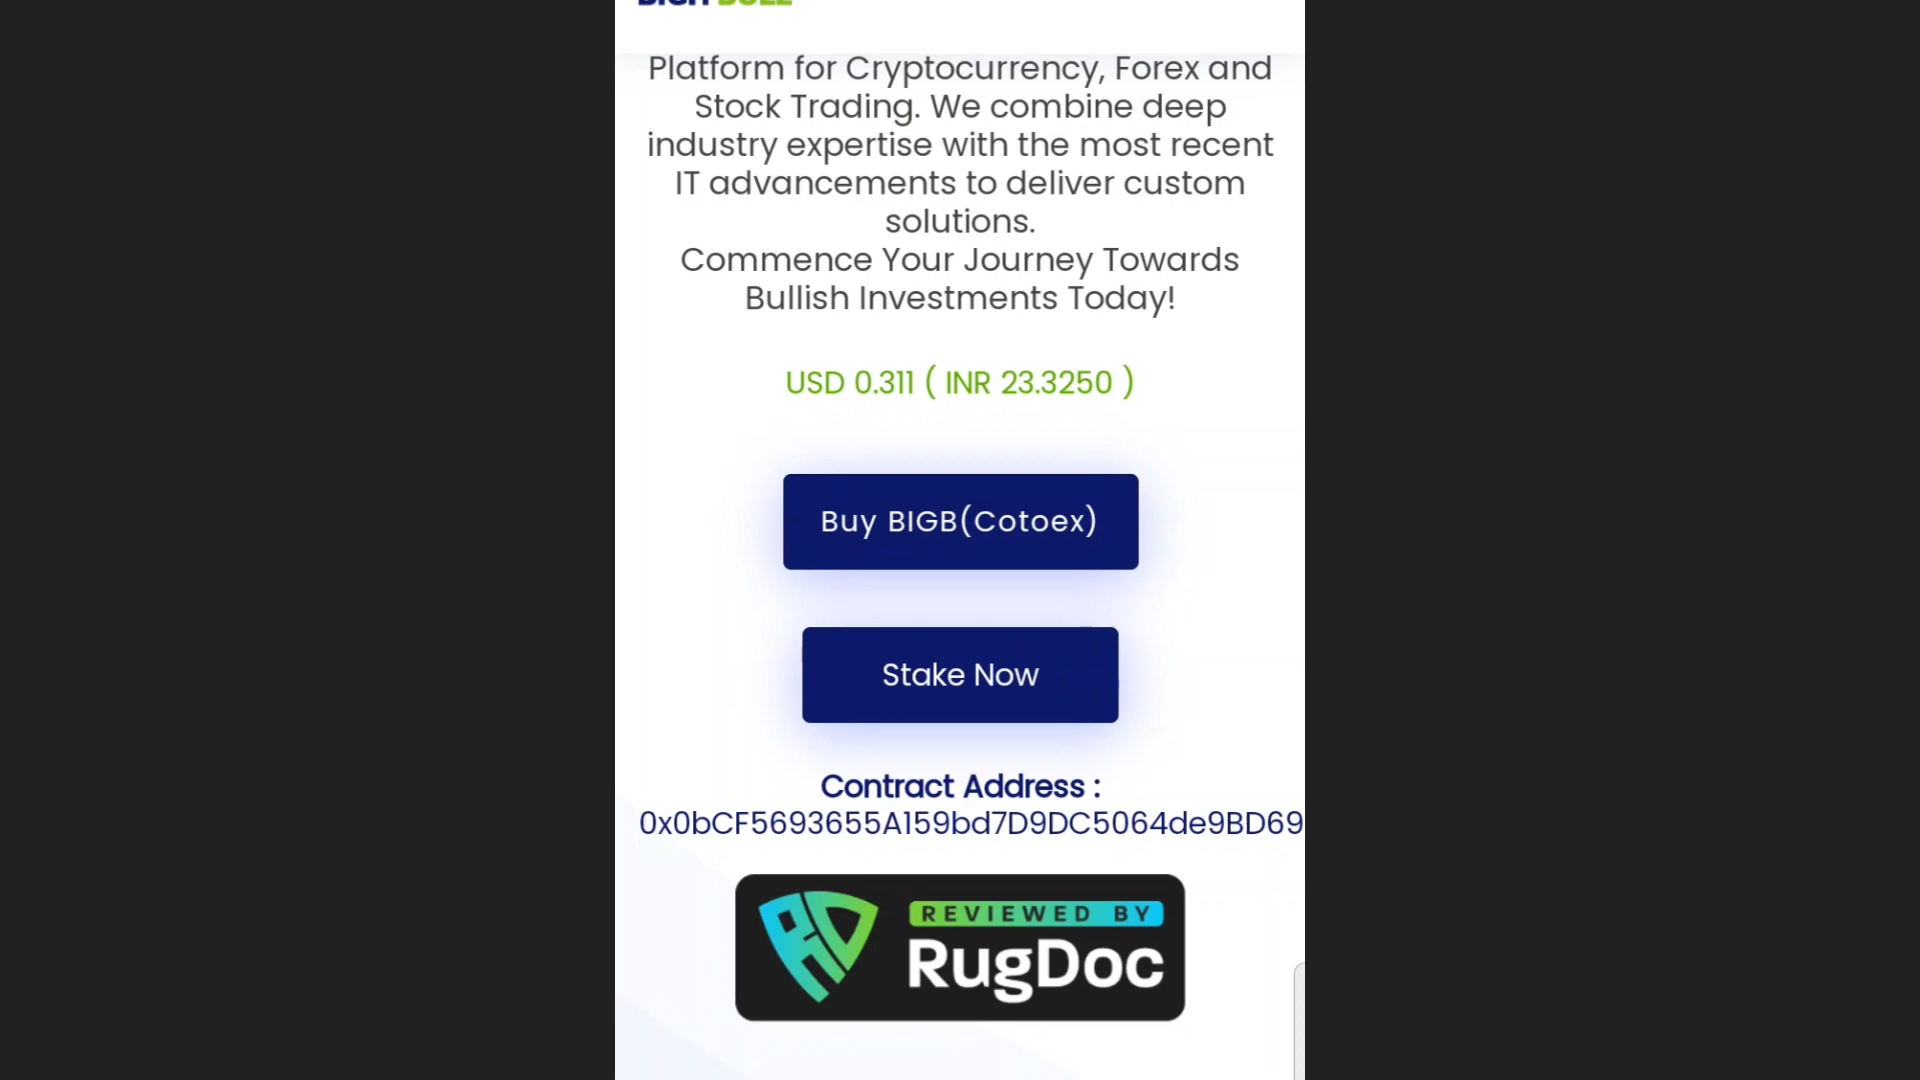 Platform for Cryptocurrency, Forex and
Stock Trading. We combine deep
industry expertise with the most recent
IT advancements to deliver custom
solutions.
Commence Your Journey Towards
Bullish Investments Today!
USD 0.311 ( INR 23.3250 )
Buy BIGB(Cotoex)
Stake Now
Contract Address :
0x0bCF5693655A159bd7D9DC5064de9BD69
REVIEWED BY
RugDoc